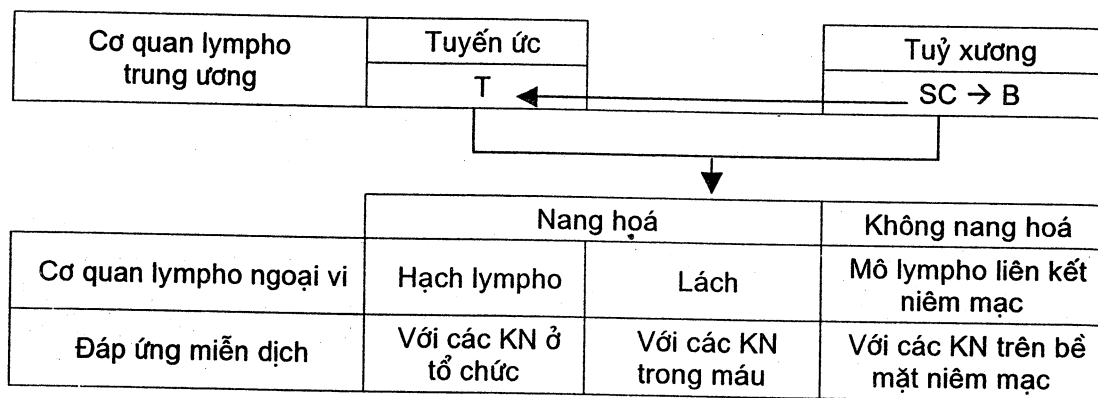 Cơ quan lympho
trung ương
Tuyến ức
T
Tuỷ xương
SC → B
Nang hoá
Không nang hoá
Cơ quan lympho ngoại vi
Hạch lympho
Lách
Mô lympho liên kết
niêm mạc
Đáp ứng miễn dịch
Với các KN ở
tổ chức
Với các KN
trong máu
Với các KN trên bề
mặt niêm mạc